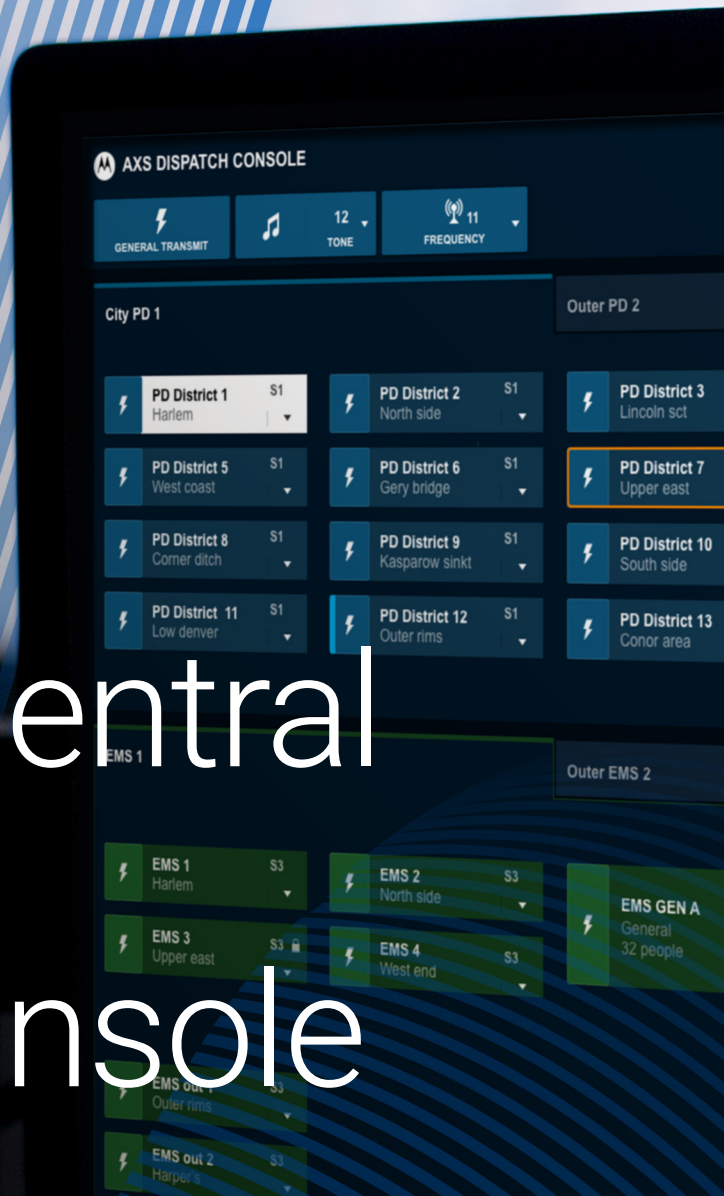 AXS DISPATCH CONSOLE
GENERAL TRANSMIT
12
TONE
11
FREQUENCY
City PD 1
Outer PD 2
PD District 1 S1
Harlem
PD District 2 S1
North side
PD District 3
Lincoln sct
PD District 5 S1
West coast
PD District 6 S1
Gery bridge
PD District 7
Upper east
PD District 8 S1
Corner ditch
PD District 9 S1
Kasparow sinkt
PD District 10
South side
PD District 11 S1
Low denver
PD District 12 S1
Outer rims
PD District 13
Conor area
entral
EMS 1
Outer EMS 2
EMS 1 S3
Harlem
EMS 2 S3
North side
EMS GEN A
General
32 people
EMS 3 S3
Upper east
EMS 4 S3
West end
nsole
EMS out 1 S3
Outer rims
EMS out 2 S3
Harper's